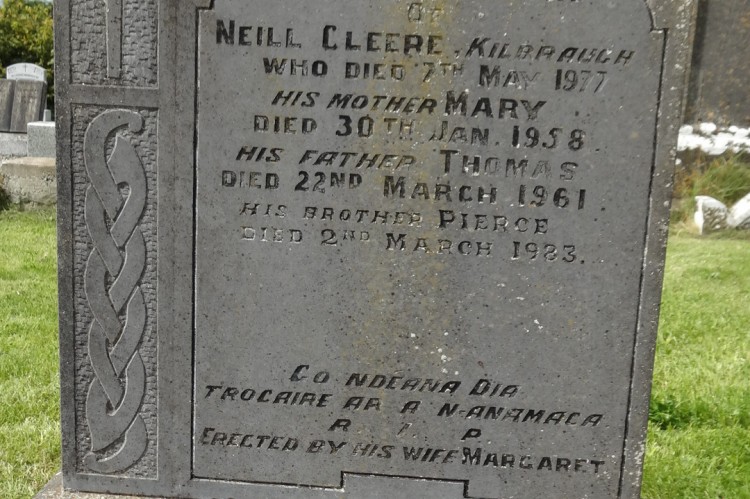 OF
NEILL CLEERE, KILBRAUGH
WHO DIED 7TH MAY 1977
HIS MOTHER MARY
DIED 30TH JAN. 1958
HIS FATHER THOMAS
DIED 22ND MARCH 1961
HIS BROTHER PIERCE
DIED 2ND MARCH 1983.
GO NDEANA DIA
TROCAIRE AR A N-ANAMACA
R. I. P
ERECTED BY HIS WIFE MARGARET